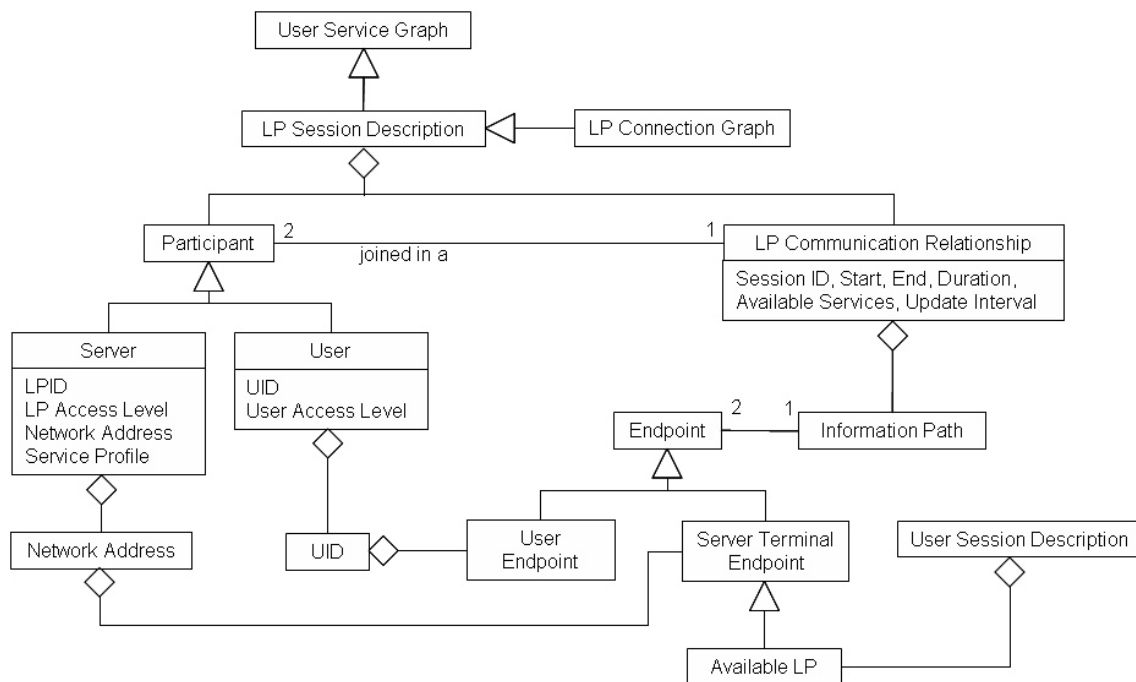 User Service Graph
LP Session Description
LP Connection Graph
Participant
2
joined in a
1
LP Communication Relationship
Session ID, Start, End, Duration,
Available Services, Update Interval
Server
LPID
LP Access Level
Network Address
Service Profile
User
UID
User Access Level
Endpoint
2
1
Information Path
Network Address
UID
User
Endpoint
Server Terminal
Endpoint
User Session Description
Available LP